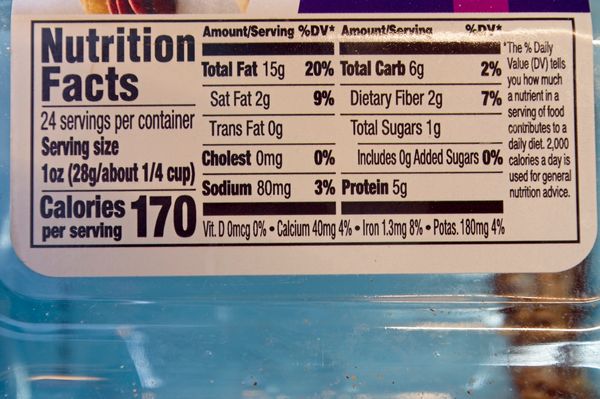 Nutrition
Facts
24 servings per container
Serving size
1oz (28g/about 1/4 cup)
Calories 170
per serving
Amount/Serving %DV*
Total Fat 15g 20%
Sat Fat 2g 9%
Trans Fat 0g
Cholest 0mg 0%
Sodium 80mg 3%
Amount/Serving %DV*
Total Carb 6g 2%
Dietary Fiber 2g 7%
Total Sugars 1g
Includes 0g Added Sugars 0%
Protein 5g
Vit. D 0mcg 0% • Calcium 40mg 4% • Iron 1.3mg 8% • Potas. 180mg 4%
*The % Daily
Value (DV) tells
you how much
a nutrient in a
serving of food
contributes to a
daily diet. 2,000
calories a day is
used for general
nutrition advice.